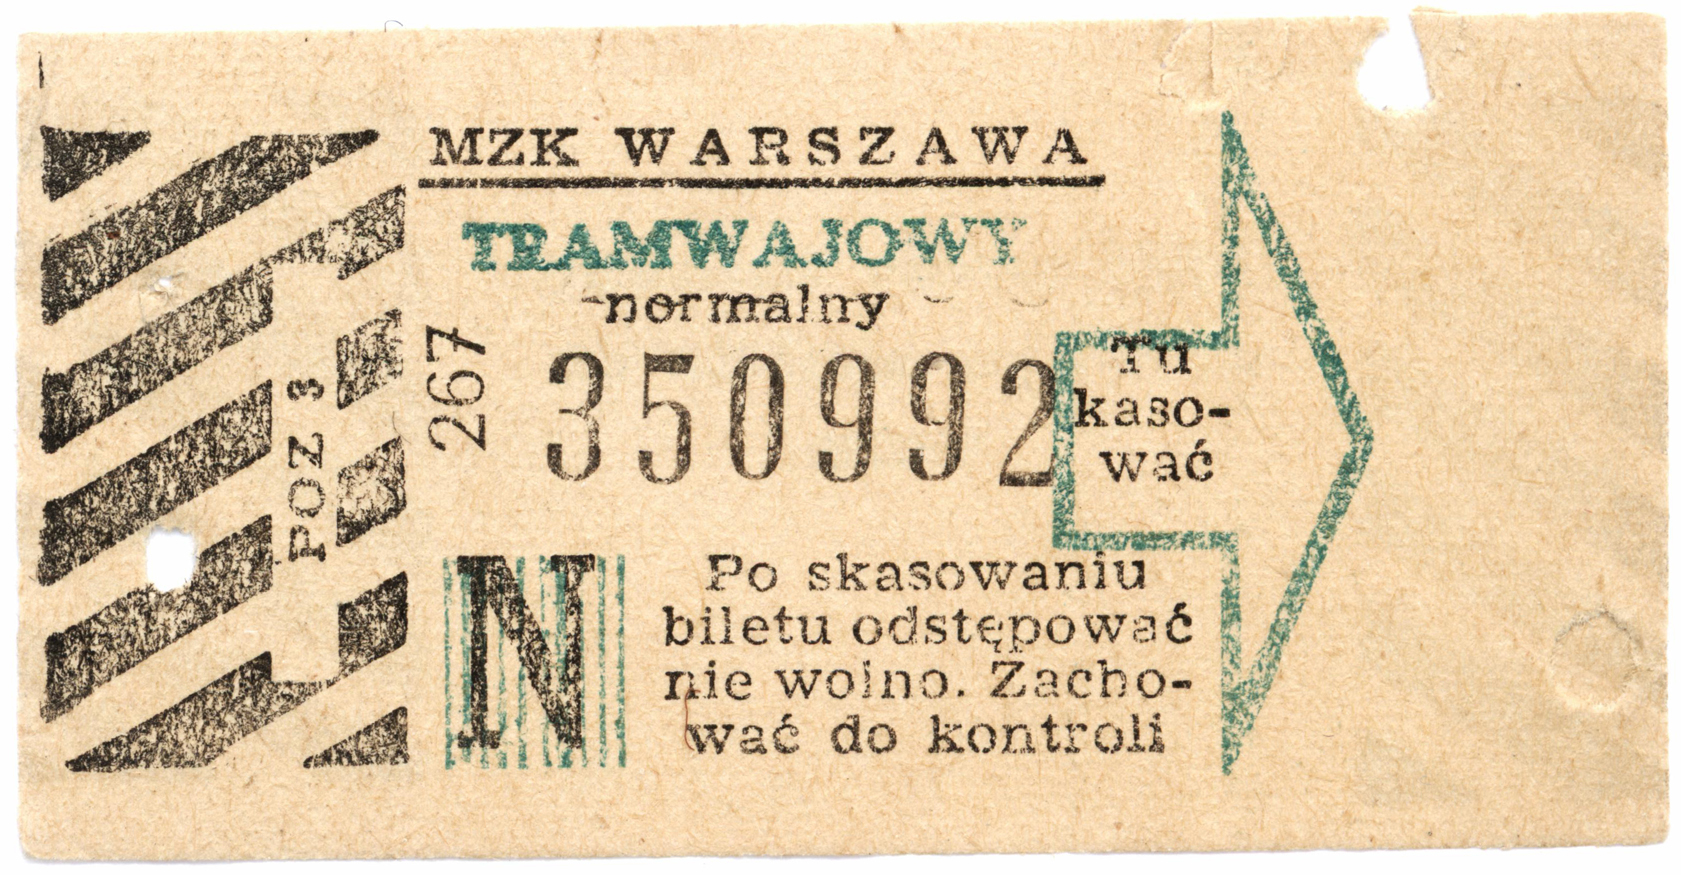 MZK WARSZAWA
TRAMWAJOWY
normalny
POZ 3
267
350992
Tu
kaso-
wać
N
Po skasowaniu
biletu odstępować
nie wolno. Zacho-
wać do kontroli